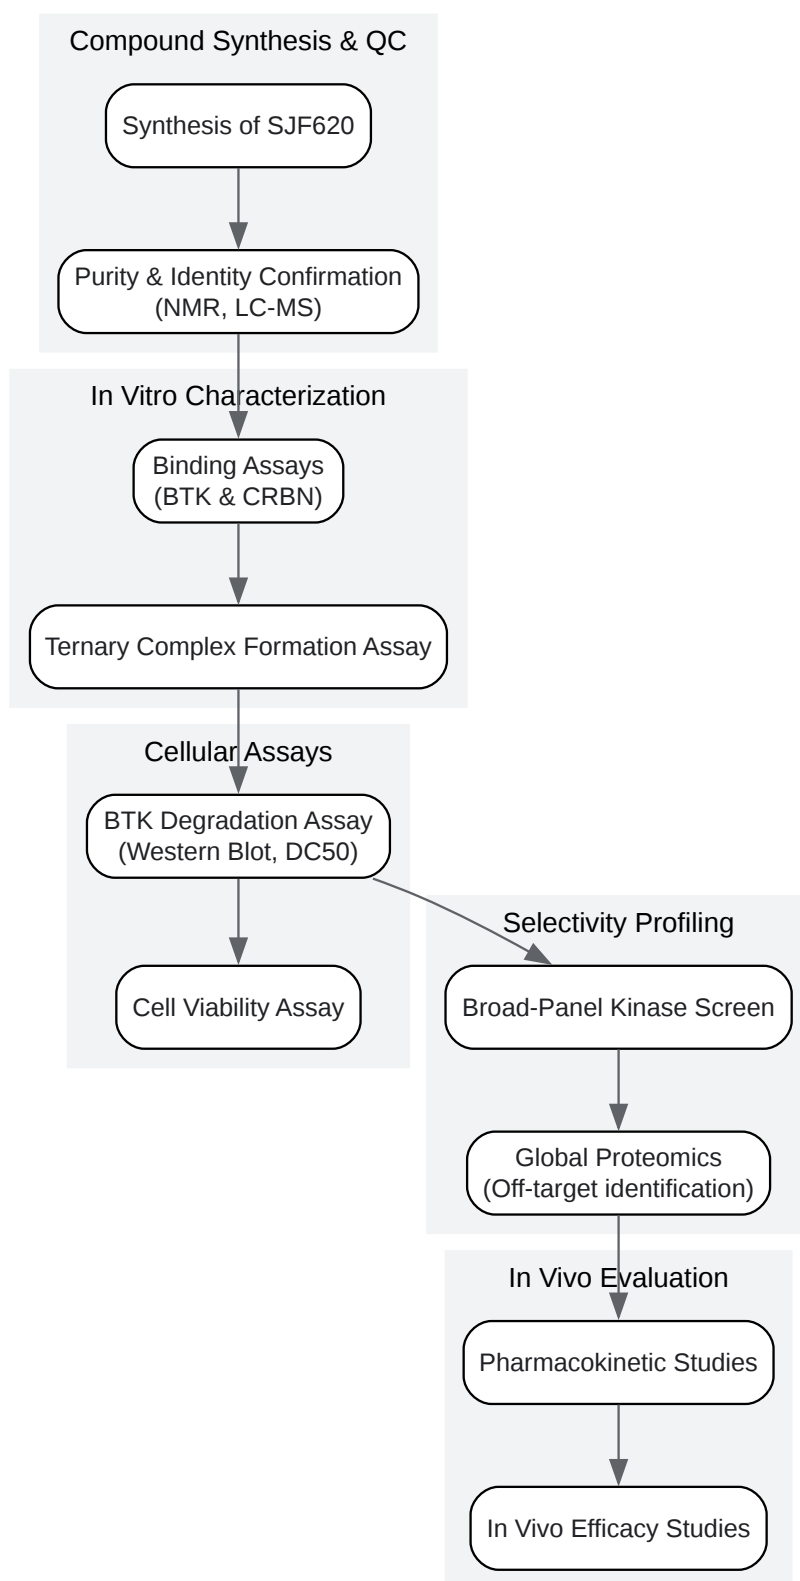 Compound Synthesis & QC
Synthesis of SJF620
Purity & Identity Confirmation
(NMR, LC-MS)
In Vitro Characterization
Binding Assays
(BTK & CRBN)
Ternary Complex Formation Assay
Cellular Assays
BTK Degradation Assay
(Western Blot, DC50)
Cell Viability Assay
Selectivity Profiling
Broad-Panel Kinase Screen
Global Proteomics
(Off-target identification)
In Vivo Evaluation
Pharmacokinetic Studies
In Vivo Efficacy Studies